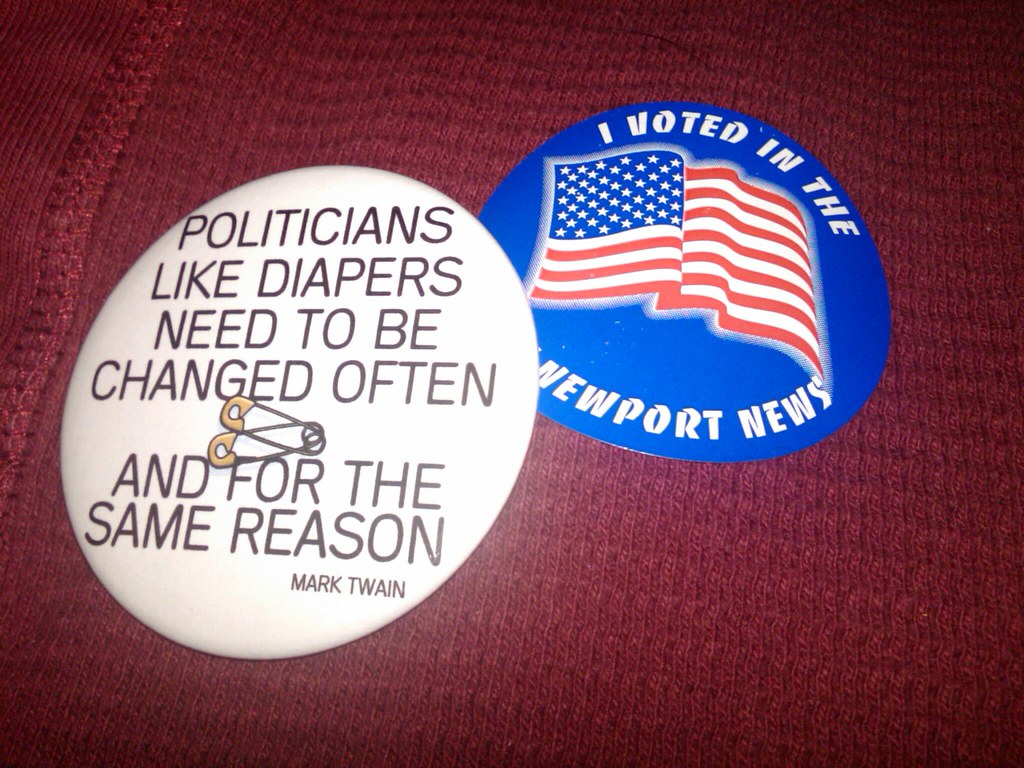 POLITICIANS
LIKE DIAPERS
NEED TO BE
CHANGED OFTEN
AND FOR THE
SAME REASON
MARK TWAIN
I VOTED IN THE
NEWPORT NEWS